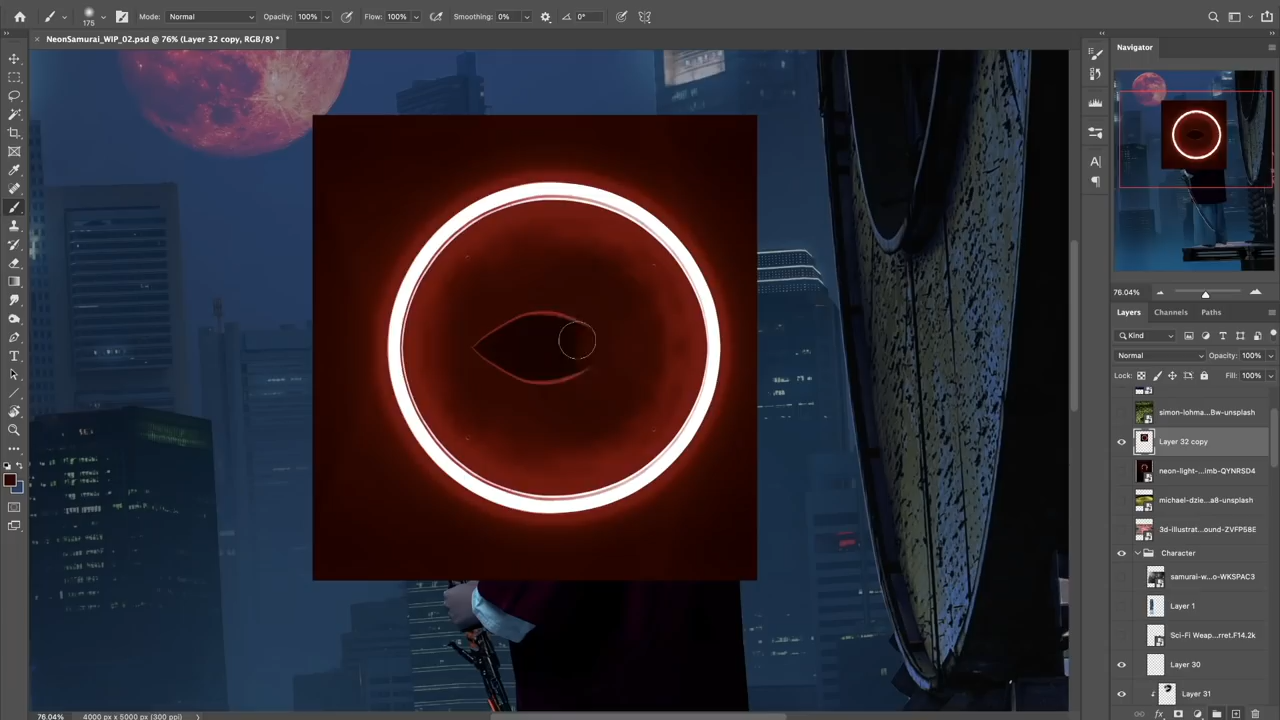 175 Mode: Normal Opacity: 100% Flow: 100% Smoothing: 0% 0°
× NeonSamurai_WIP_02.psd @ 76% (Layer 32 copy, RGB/8) *
Navigator
76.04%
Layers Channels Paths
Kind
Normal Opacity: 100%
Lock: Fill: 100%
simon-lohma...8w-unsplash
Layer 32 copy
neon-light-...imb-QYNRSD4
michael-dzie...a8-unsplash
3d-illustrat...ound-ZVFP58E
Character
samurai-w...o-WKSPAC3
Layer 1
Sci-Fi Weap...rret.F14.2k
Layer 30
Layer 31
76.04% 4000 px x 5000 px (300 ppi)